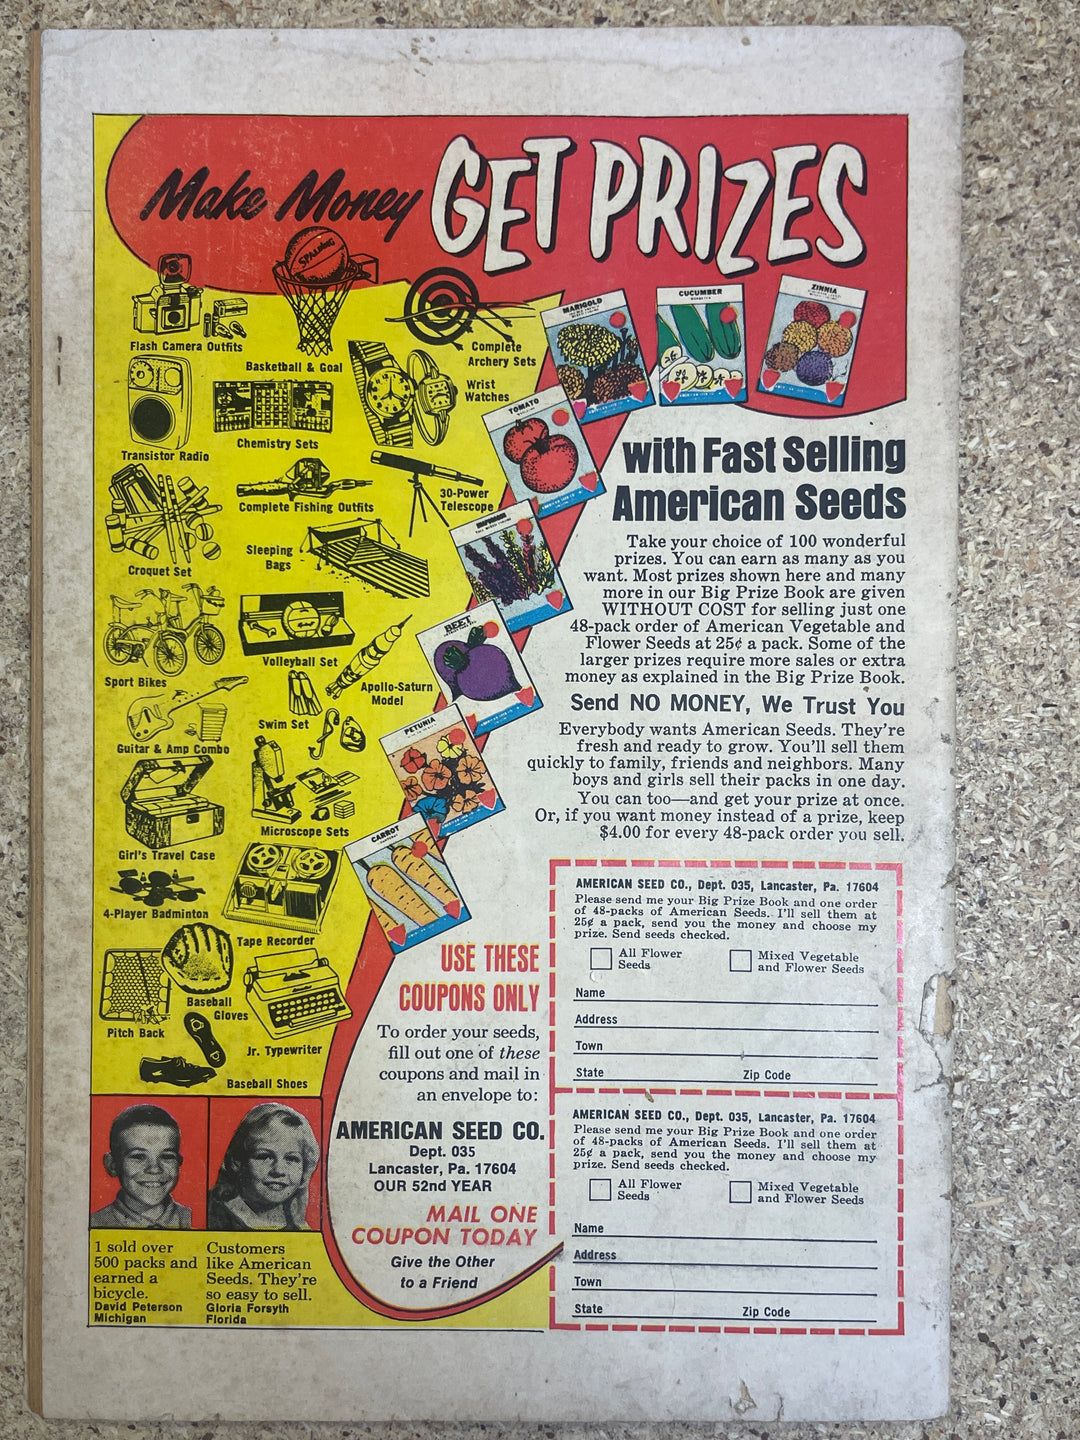 Make Money GET PRIZES
SPALDING
Flash Camera Outfits
Basketball & Goal
Complete
Archery Sets
Wrist
Watches
Transistor Radio
Chemistry Sets
30-Power
Telescope
Complete Fishing Outfits
Croquet Set
Sleeping
Bags
Sport Bikes
Volleyball Set
Apollo-Saturn
Model
Swim Set
Guitar & Amp Combo
Microscope Sets
Girl's Travel Case
4-Player Badminton
Tape Recorder
Baseball
Gloves
Pitch Back
Jr. Typewriter
Baseball Shoes
MARIGOLD
CUCUMBER
ZINNIA
TOMATO
BEET
PETUNIA
CARROT
with Fast Selling
American Seeds
Take your choice of 100 wonderful
prizes. You can earn as many as you
want. Most prizes shown here and many
more in our Big Prize Book are given
WITHOUT COST for selling just one
48-pack order of American Vegetable and
Flower Seeds at 25¢ a pack. Some of the
larger prizes require more sales or extra
money as explained in the Big Prize Book.
Send NO MONEY, We Trust You
Everybody wants American Seeds. They're
fresh and ready to grow. You'll sell them
quickly to family, friends and neighbors. Many
boys and girls sell their packs in one day.
You can too—and get your prize at once.
Or, if you want money instead of a prize, keep
$4.00 for every 48-pack order you sell.
USE THESE
COUPONS ONLY
To order your seeds,
fill out one of these
coupons and mail in
an envelope to:
AMERICAN SEED CO.
Dept. 035
Lancaster, Pa. 17604
OUR 52nd YEAR
MAIL ONE
COUPON TODAY
Give the Other
to a Friend
AMERICAN SEED CO., Dept. 035, Lancaster, Pa. 17604
Please send me your Big Prize Book and one order
of 48-packs of American Seeds. I'll sell them at
25¢ a pack, send you the money and choose my
prize. Send seeds checked.
All Flower
Seeds
Mixed Vegetable
and Flower Seeds
Name
Address
Town
State Zip Code
AMERICAN SEED CO., Dept. 035, Lancaster, Pa. 17604
Please send me your Big Prize Book and one order
of 48-packs of American Seeds. I'll sell them at
25¢ a pack, send you the money and choose my
prize. Send seeds checked.
All Flower
Seeds
Mixed Vegetable
and Flower Seeds
Name
Address
Town
State Zip Code
I sold over
500 packs and
earned a
bicycle.
David Peterson
Michigan
Customers
like American
Seeds. They're
so easy to sell.
Gloria Forsyth
Florida